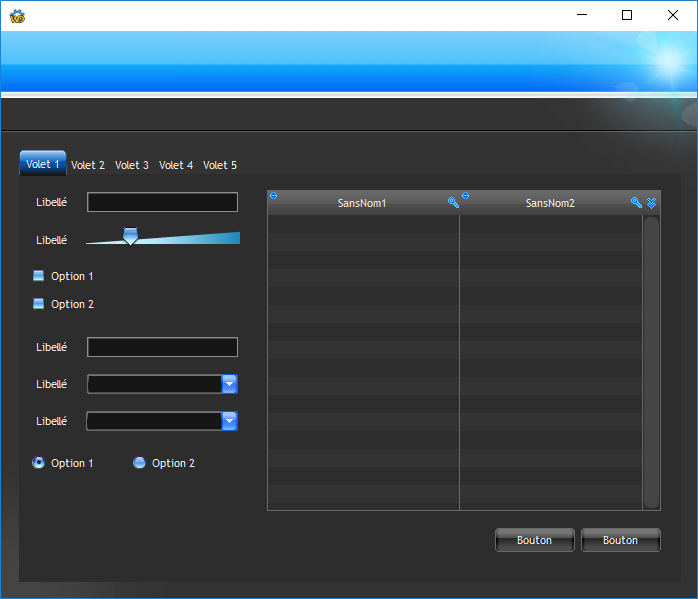 Volet 1 Volet 2 Volet 3 Volet 4 Volet 5
Libellé
SansNom1 SansNom2
Libellé
Option 1
Option 2
Libellé
Libellé
Libellé
Option 1 Option 2
Bouton Bouton